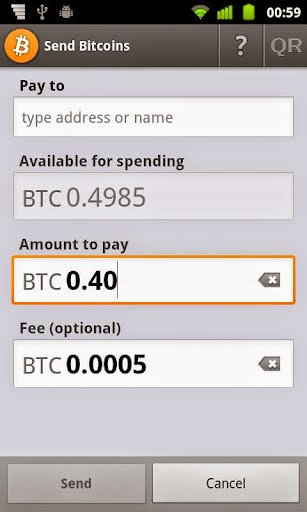 00:59
Send Bitcoins
?
QR
Pay to
type address or name
Available for spending
BTC 0.4985
Amount to pay
BTC 0.40
Fee (optional)
BTC 0.0005
Send
Cancel